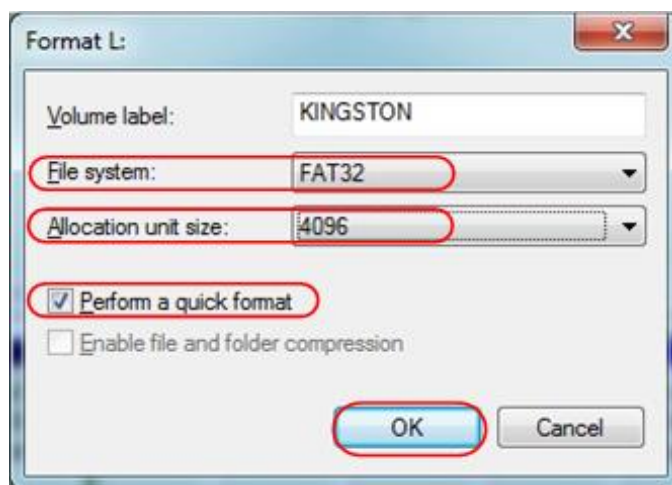 Format L:
Volume label: KINGSTON
File system: FAT32
Allocation unit size: 4096
Perform a quick format
Enable file and folder compression
OK Cancel